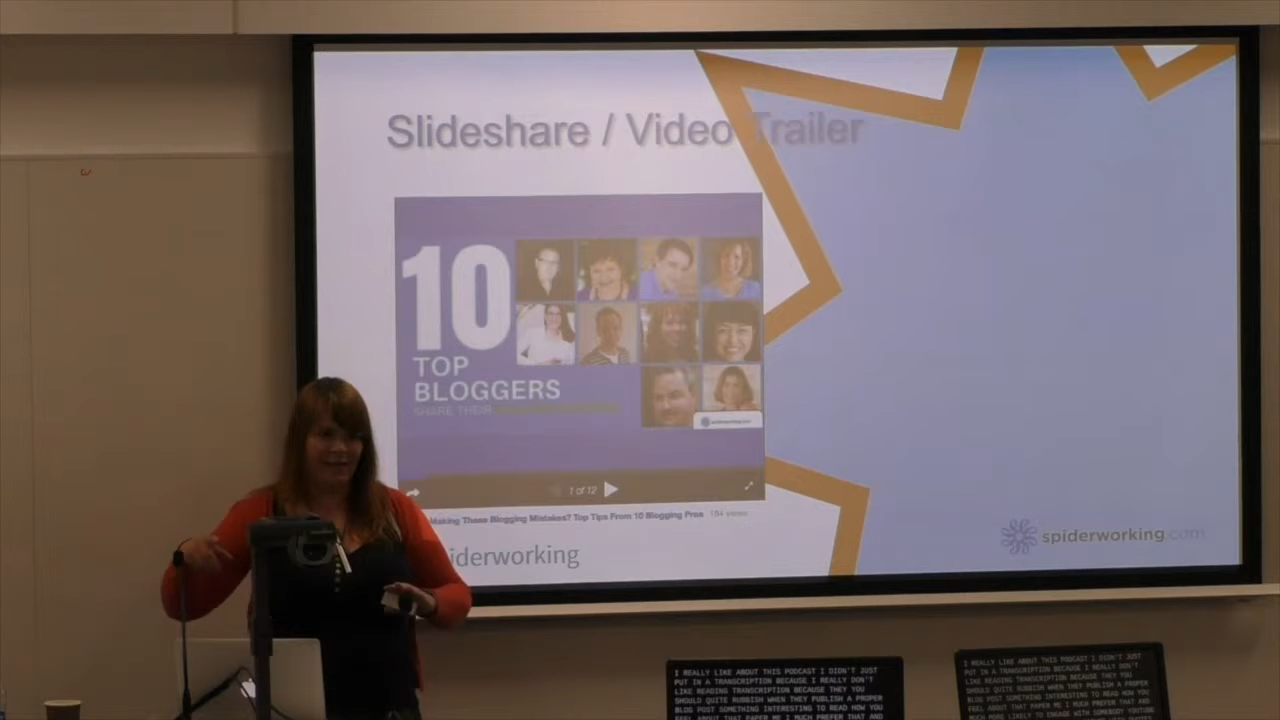 Slideshare / Video Trailer
10
TOP
BLOGGERS
SHARE THEIR
1 of 12
Making These Blogging Mistakes? Top Tips From 10 Blogging Pros 184 views
iderworking
spiderworking.com
I REALLY LIKE ABOUT THIS PODCAST I DIDN'T JUST
PUT IN A TRANSCRIPTION BECAUSE I REALLY DON'T
LIKE READING TRANSCRIPTION BECAUSE THEY YOU
SHOULD QUITE RUBBISH WHEN THEY PUBLISH A PROPER
BLOG POST SOMETHING INTERESTING TO READ HOW YOU
FEEL ABOUT THAT PAPER ME I MUCH PREFER THAT AND
I REALLY LIKE ABOUT THIS PODCAST I DIDN'T JUST
PUT IN A TRANSCRIPTION BECAUSE I REALLY DON'T
LIKE READING TRANSCRIPTION BECAUSE THEY YOU
SHOULD QUITE RUBBISH WHEN THEY PUBLISH A PROPER
BLOG POST SOMETHING INTERESTING TO READ HOW YOU
FEEL ABOUT THAT PAPER ME I MUCH PREFER THAT AND
MUCH MORE LIKELY TO ENGAGE WITH SOMEBODY YOUTUBE